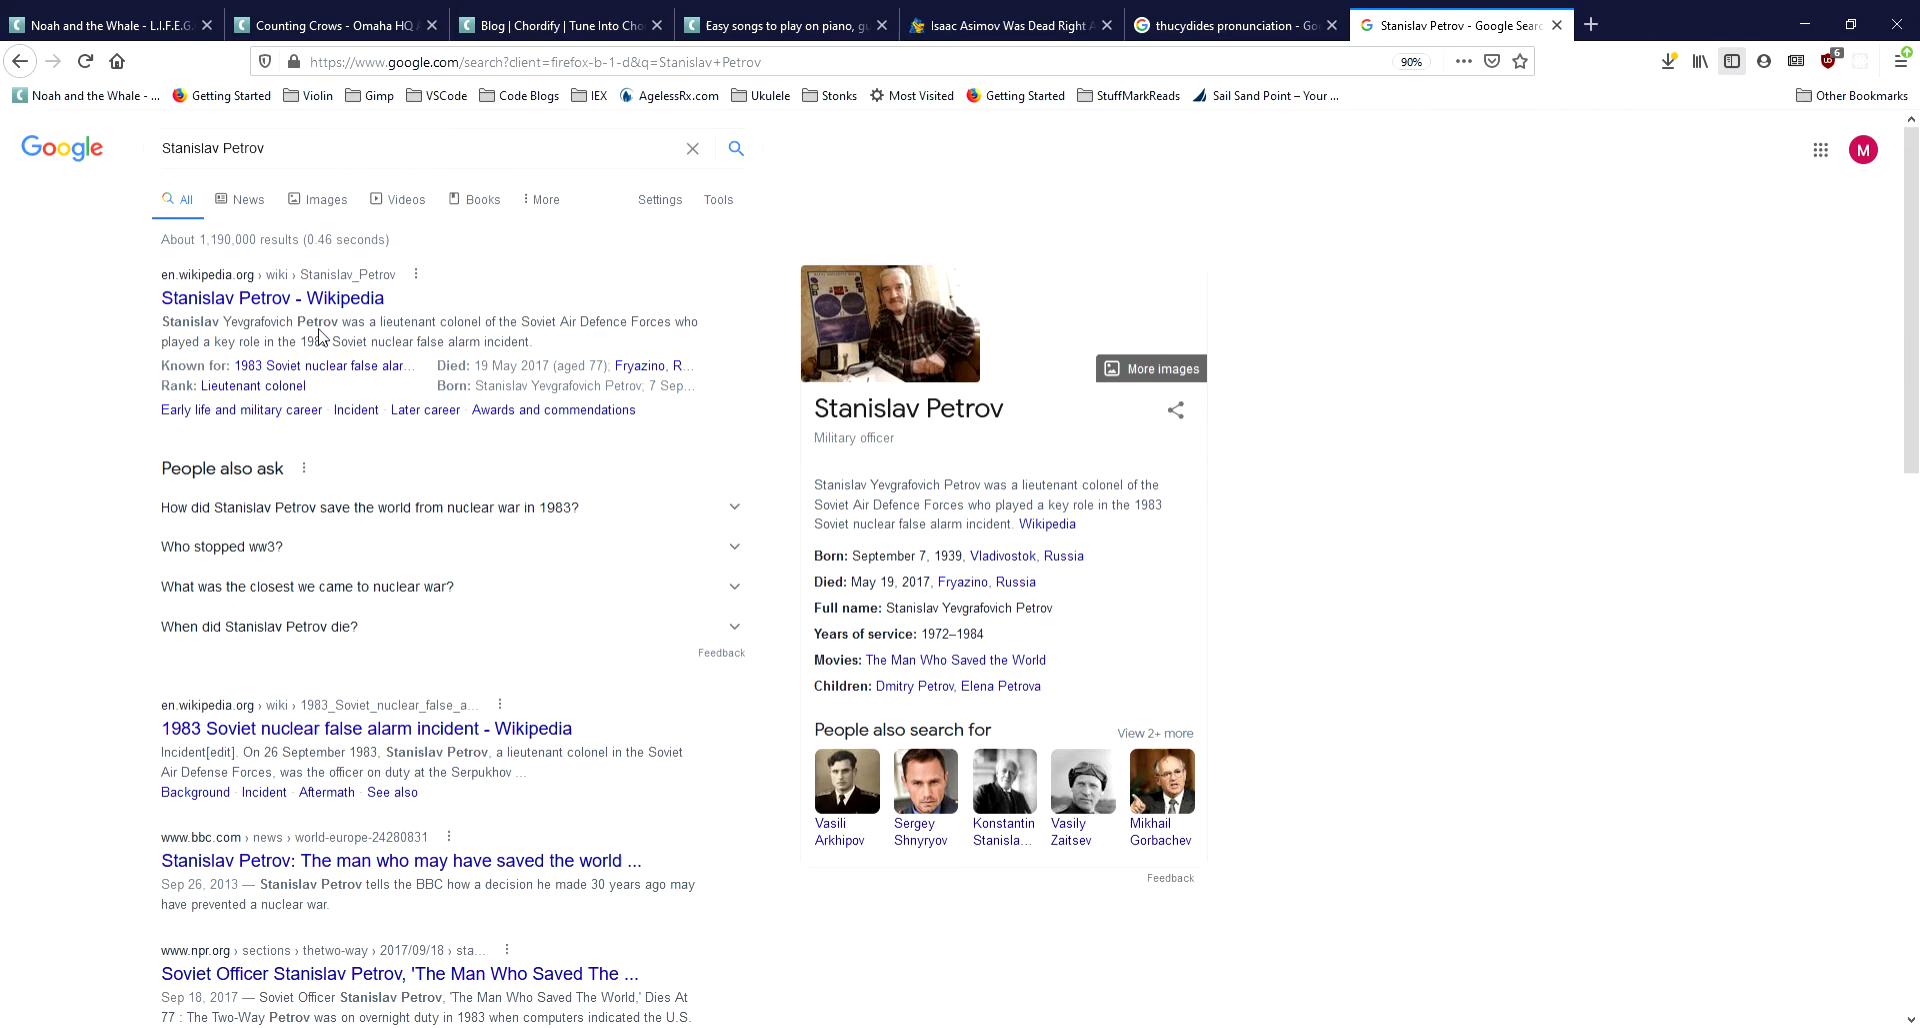 Noah and the Whale - L.I.F.E.G.
Counting Crows - Omaha HQ
Blog | Chordify | Tune Into Cho
Easy songs to play on piano, gu
Isaac Asimov Was Dead Right A
thucydides pronunciation - Go
Stanislav Petrov - Google Searc
https://www.google.com/search?client=firefox-b-1-d&q=Stanislav+Petrov
90%
6
Noah and the Whale - ...
Getting Started
Violin
Gimp
VSCode
Code Blogs
IEX
AgelessRx.com
Ukulele
Stonks
Most Visited
Getting Started
StuffMarkReads
Sail Sand Point – Your ...
Other Bookmarks
Google
Stanislav Petrov
M
All
News
Images
Videos
Books
More
Settings
Tools
About 1,190,000 results (0.46 seconds)
en.wikipedia.org › wiki › Stanislav_Petrov
Stanislav Petrov - Wikipedia
Stanislav Yevgrafovich Petrov was a lieutenant colonel of the Soviet Air Defence Forces who
played a key role in the 198 Soviet nuclear false alarm incident.
Known for: 1983 Soviet nuclear false alar...
Died: 19 May 2017 (aged 77); Fryazino, R...
Rank: Lieutenant colonel
Born: Stanislav Yevgrafovich Petrov; 7 Sep...
Early life and military career · Incident · Later career · Awards and commendations
People also ask
How did Stanislav Petrov save the world from nuclear war in 1983?
Who stopped ww3?
What was the closest we came to nuclear war?
When did Stanislav Petrov die?
Feedback
en.wikipedia.org › wiki › 1983_Soviet_nuclear_false_a...
1983 Soviet nuclear false alarm incident - Wikipedia
Incident[edit]. On 26 September 1983, Stanislav Petrov, a lieutenant colonel in the Soviet
Air Defense Forces, was the officer on duty at the Serpukhov ...
Background · Incident · Aftermath · See also
www.bbc.com › news › world-europe-24280831
Stanislav Petrov: The man who may have saved the world ...
Sep 26, 2013 — Stanislav Petrov tells the BBC how a decision he made 30 years ago may
have prevented a nuclear war.
www.npr.org › sections › thetwo-way › 2017/09/18 › sta...
Soviet Officer Stanislav Petrov, 'The Man Who Saved The ...
Sep 18, 2017 — Soviet Officer Stanislav Petrov, 'The Man Who Saved The World,' Dies At
77 : The Two-Way Petrov was on overnight duty in 1983 when computers indicated the U.S.
More images
Stanislav Petrov
Military officer
Stanislav Yevgrafovich Petrov was a lieutenant colonel of the
Soviet Air Defence Forces who played a key role in the 1983
Soviet nuclear false alarm incident. Wikipedia
Born: September 7, 1939, Vladivostok, Russia
Died: May 19, 2017, Fryazino, Russia
Full name: Stanislav Yevgrafovich Petrov
Years of service: 1972–1984
Movies: The Man Who Saved the World
Children: Dmitry Petrov, Elena Petrova
People also search for
View 2+ more
Vasili
Arkhipov
Sergey
Shnyryov
Konstantin
Stanisla...
Vasily
Zaitsev
Mikhail
Gorbachev
Feedback